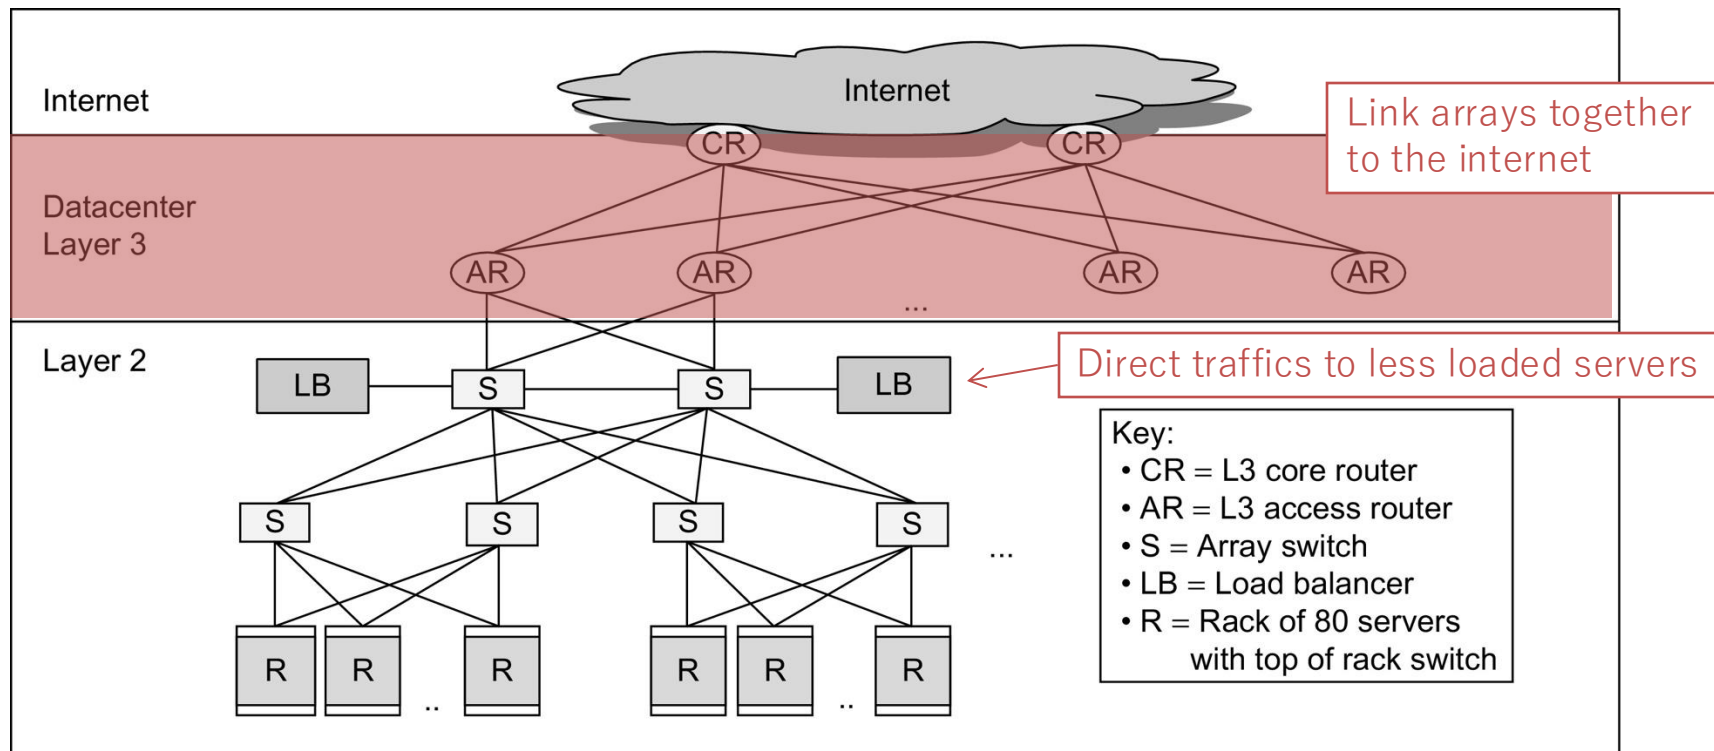 Internet
Internet
Link arrays together
to the internet
CR
CR
Datacenter
Layer 3
AR
AR
AR
AR
...
Layer 2
LB
S
S
LB
Direct traffics to less loaded servers
Key:
• CR = L3 core router
• AR = L3 access router
• S = Array switch
• LB = Load balancer
• R = Rack of 80 servers
with top of rack switch
S
S
S
S
...
R
R
..
R
R
R
..
R